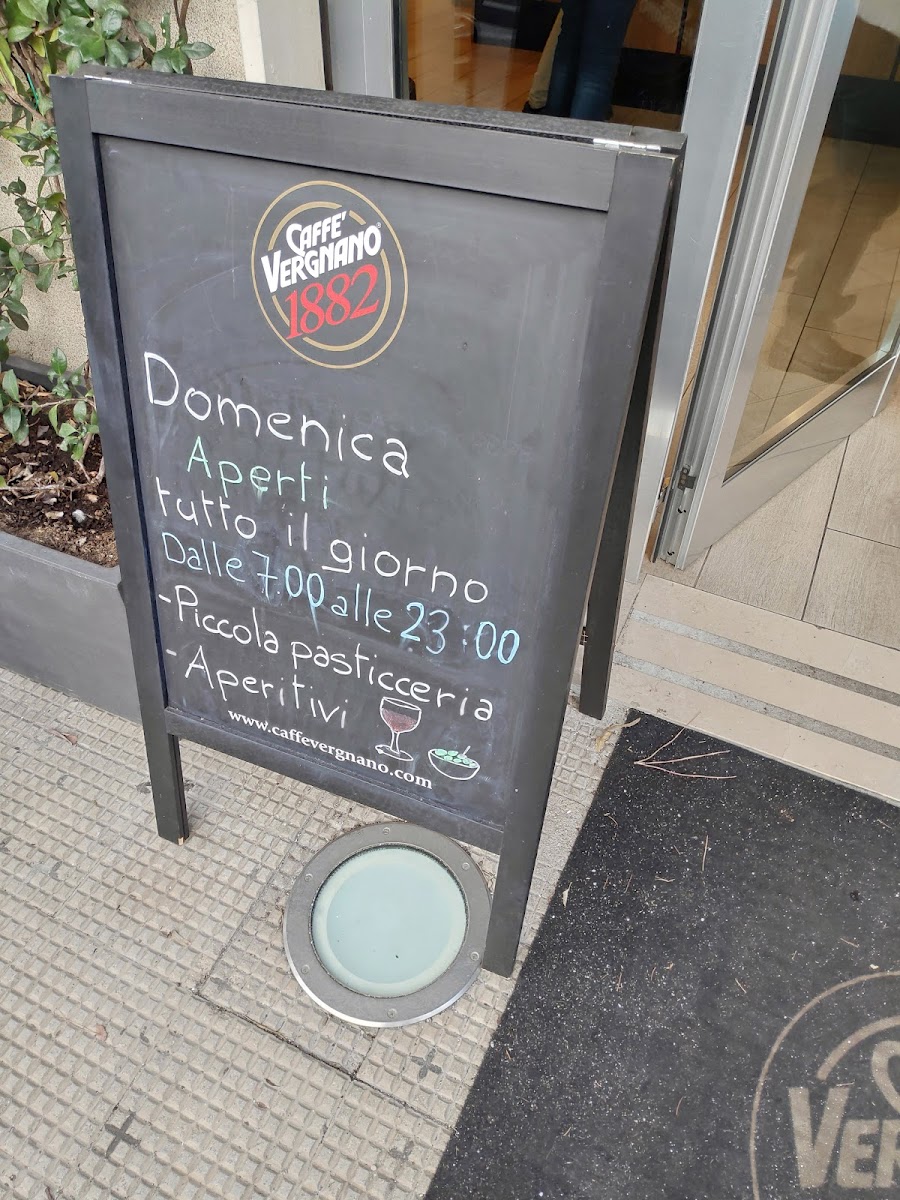 CAFFE'
VERGNANO®
1882
Domenica
Aperti
tutto il giorno
Dalle 7.00 alle 23:00
- Piccola pasticceria
- Aperitivi
www.caffevergnano.com
VER